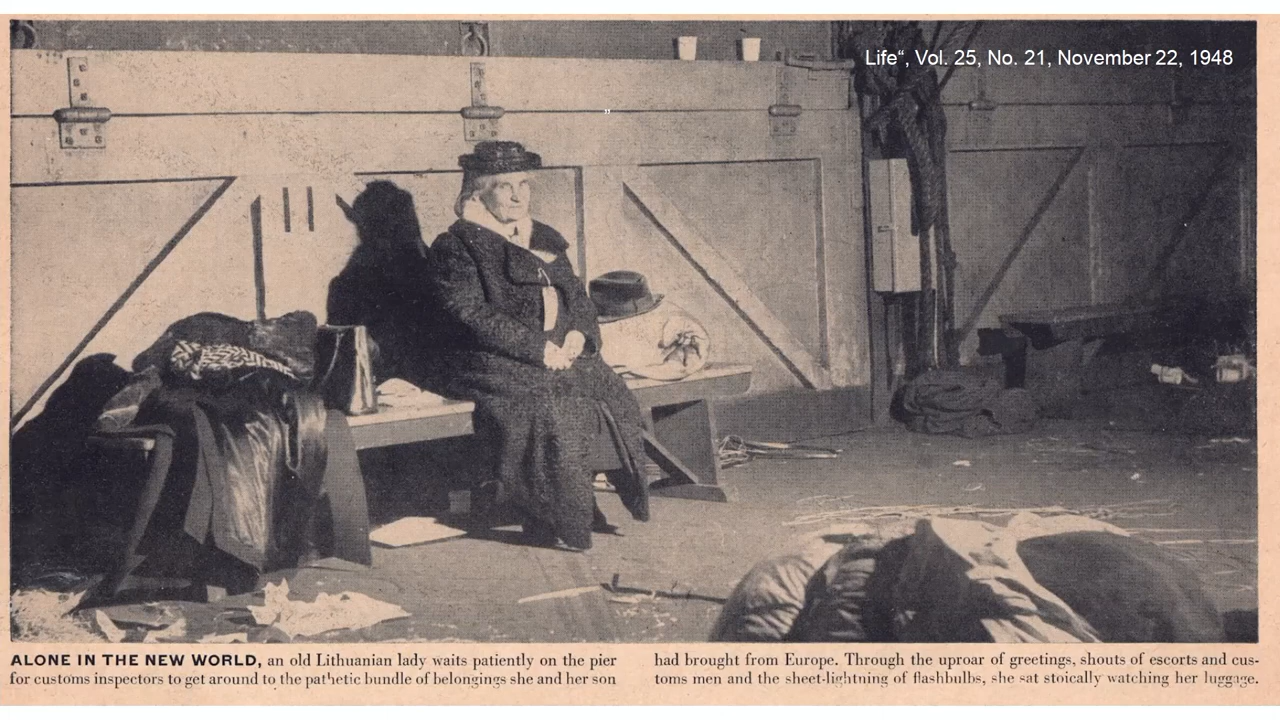 Life“, Vol. 25, No. 21, November 22, 1948
"
ALONE IN THE NEW WORLD, an old Lithuanian lady waits patiently on the pier
for customs inspectors to get around to the pathetic bundle of belongings she and her son
had brought from Europe. Through the uproar of greetings, shouts of escorts and cus-
toms men and the sheet-lightning of flashbulbs, she sat stoically watching her luggage.